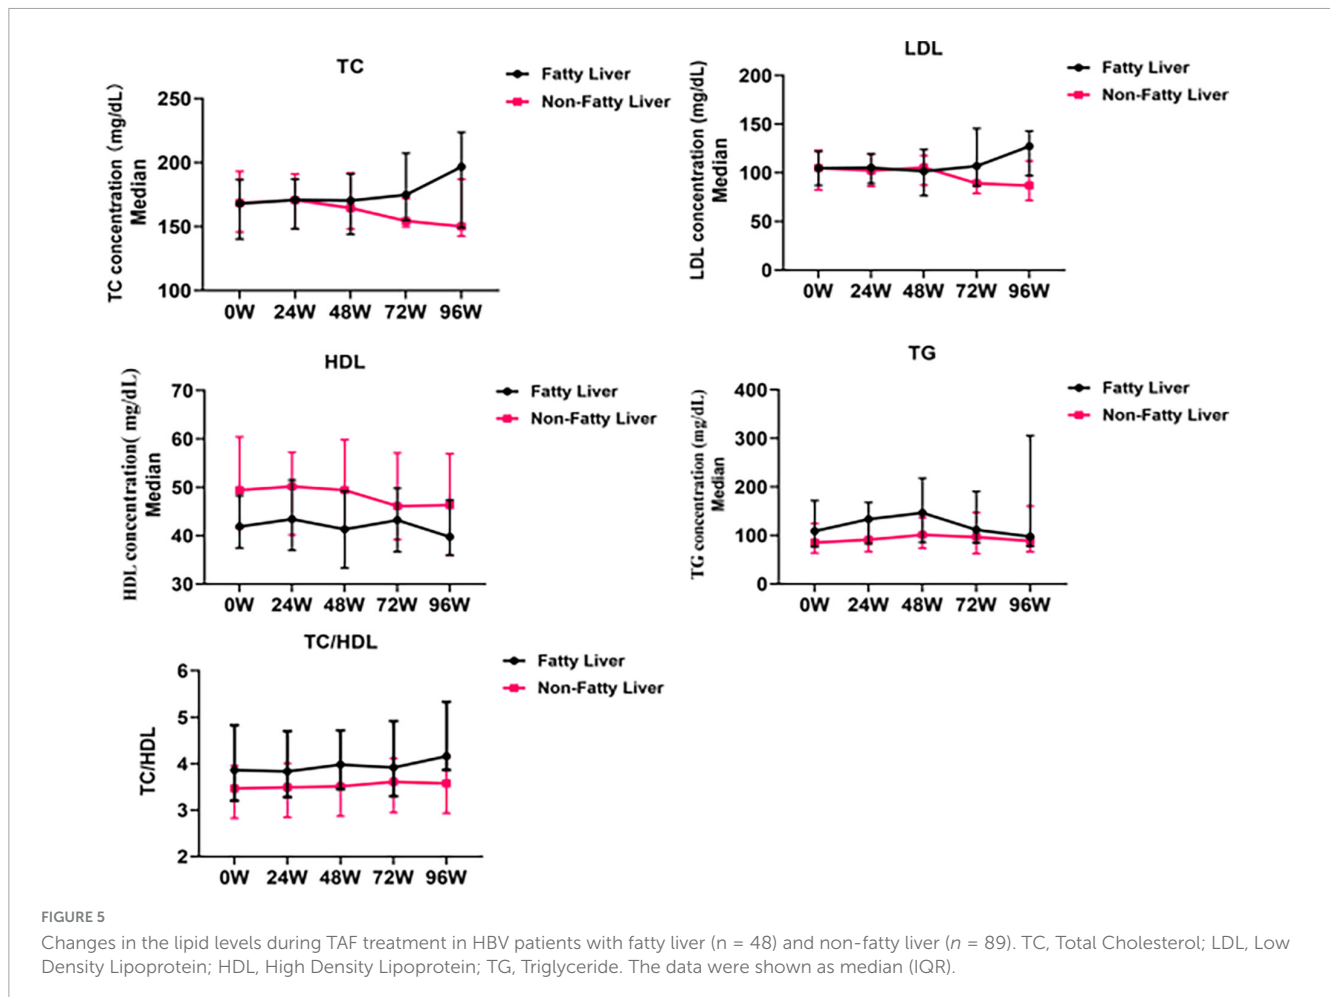 TC
TC concentration (mg/dL)
Median
250
200
150
100
0W 24W 48W 72W 96W
Fatty Liver
Non-Fatty Liver
LDL
LDL concentration (mg/dL)
Median
200
150
100
50
0
0W 24W 48W 72W 96W
Fatty Liver
Non-Fatty Liver
HDL
HDL concentration( mg/dL)
Median
70
60
50
40
30
0W 24W 48W 72W 96W
Fatty Liver
Non-Fatty Liver
TG
TG concentration (mg/dL)
Median
400
300
200
100
0
0W 24W 48W 72W 96W
Fatty Liver
Non-Fatty Liver
TC/HDL
TC/HDL
6
5
4
3
2
0W 24W 48W 72W 96W
Fatty Liver
Non-Fatty Liver
FIGURE 5
Changes in the lipid levels during TAF treatment in HBV patients with fatty liver (n = 48) and non-fatty liver (n = 89). TC, Total Cholesterol; LDL, Low
Density Lipoprotein; HDL, High Density Lipoprotein; TG, Triglyceride. The data were shown as median (IQR).